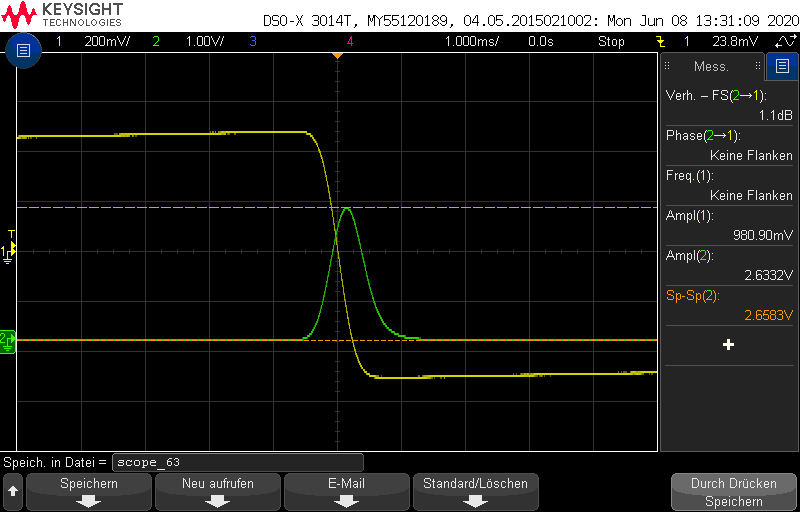 KEYSIGHT
TECHNOLOGIES
DSO-X 3014T, MY55120189, 04.05.2015021002: Mon Jun 08 13:31:09 2020
1 200mV/ 2 1.00V/ 3 4 1.000ms/ 0.0s Stop 1 23.8mV
Mess.
Verh. – FS(2→1):
1.1dB
Phase(2→1):
Keine Flanken
Freq.(1):
Keine Flanken
Ampl(1):
980.90mV
Ampl(2):
2.6332V
Sp-Sp(2):
2.6583V
T
1
2
Speich. in Datei = scope_63
Speichern
Neu aufrufen
E-Mail
Standard/Löschen
Durch Drücken
Speichern